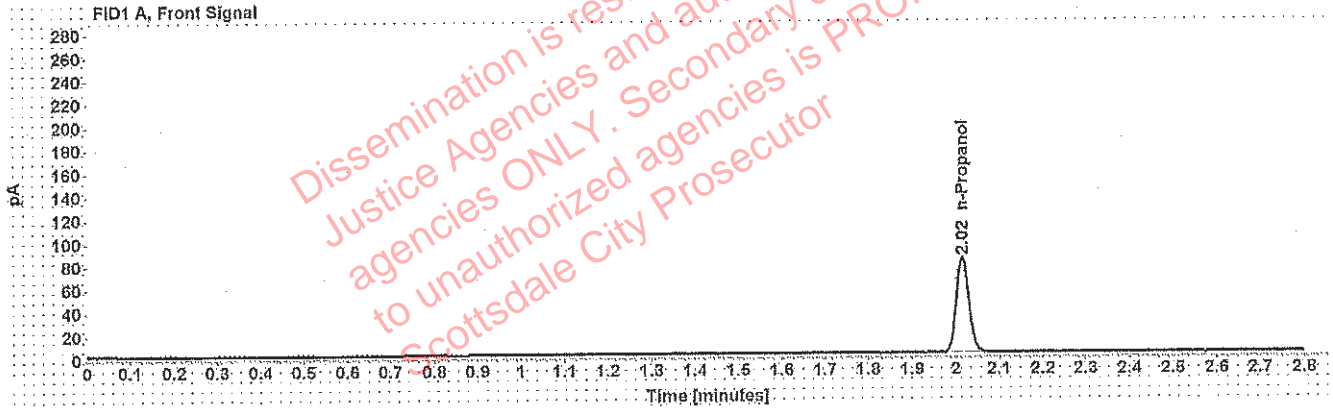 FID1 A, Front Signal
280
260
240
220
200
180
160
140
120
100
80
60
40
20
0
pA
2.02 n-Propanol
0 0.1 0.2 0.3 0.4 0.5 0.6 0.7 0.8 0.9 1 1.1 1.2 1.3 1.4 1.5 1.6 1.7 1.8 1.9 2 2.1 2.2 2.3 2.4 2.5 2.6 2.7 2.8
Time [minutes]
Dissemination is
Justice Agencies and
agencies ONLY. Secondary
to unauthorized agencies is
Scottsdale City Prosecutor